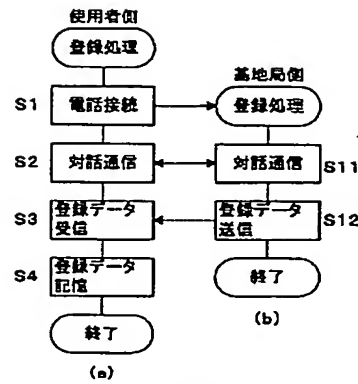 使用者側
登録処理
基地局側
S1
電話接続
登録処理
S2
対話通信
対話通信
S11
S3
登録データ
受信
登録データ
送信
S12
S4
登録データ
記憶
終了
終了
(b)
(a)